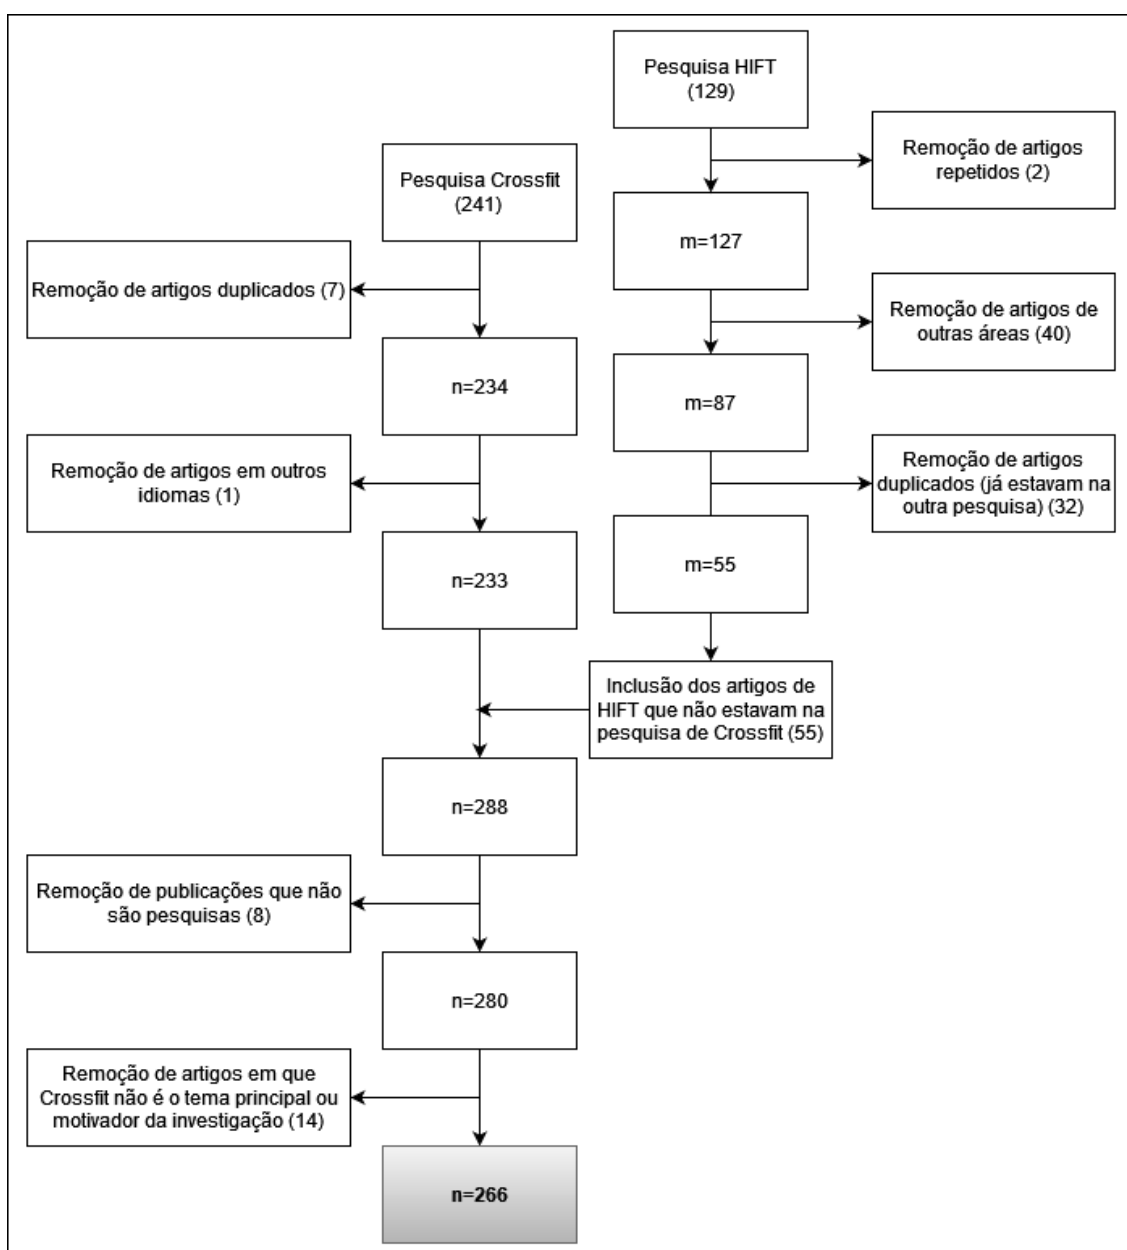 Pesquisa HIFT
(129)
Remoção de artigos
repetidos (2)
Pesquisa Crossfit
(241)
m=127
Remoção de artigos duplicados (7)
Remoção de artigos de
outras áreas (40)
n=234
m=87
Remoção de artigos em outros
idiomas (1)
Remoção de artigos
duplicados (já estavam na
outra pesquisa) (32)
n=233
m=55
Inclusão dos artigos de
HIFT que não estavam na
pesquisa de Crossfit (55)
n=288
Remoção de publicações que não
são pesquisas (8)
n=280
Remoção de artigos em que
Crossfit não é o tema principal ou
motivador da investigação (14)
n=266